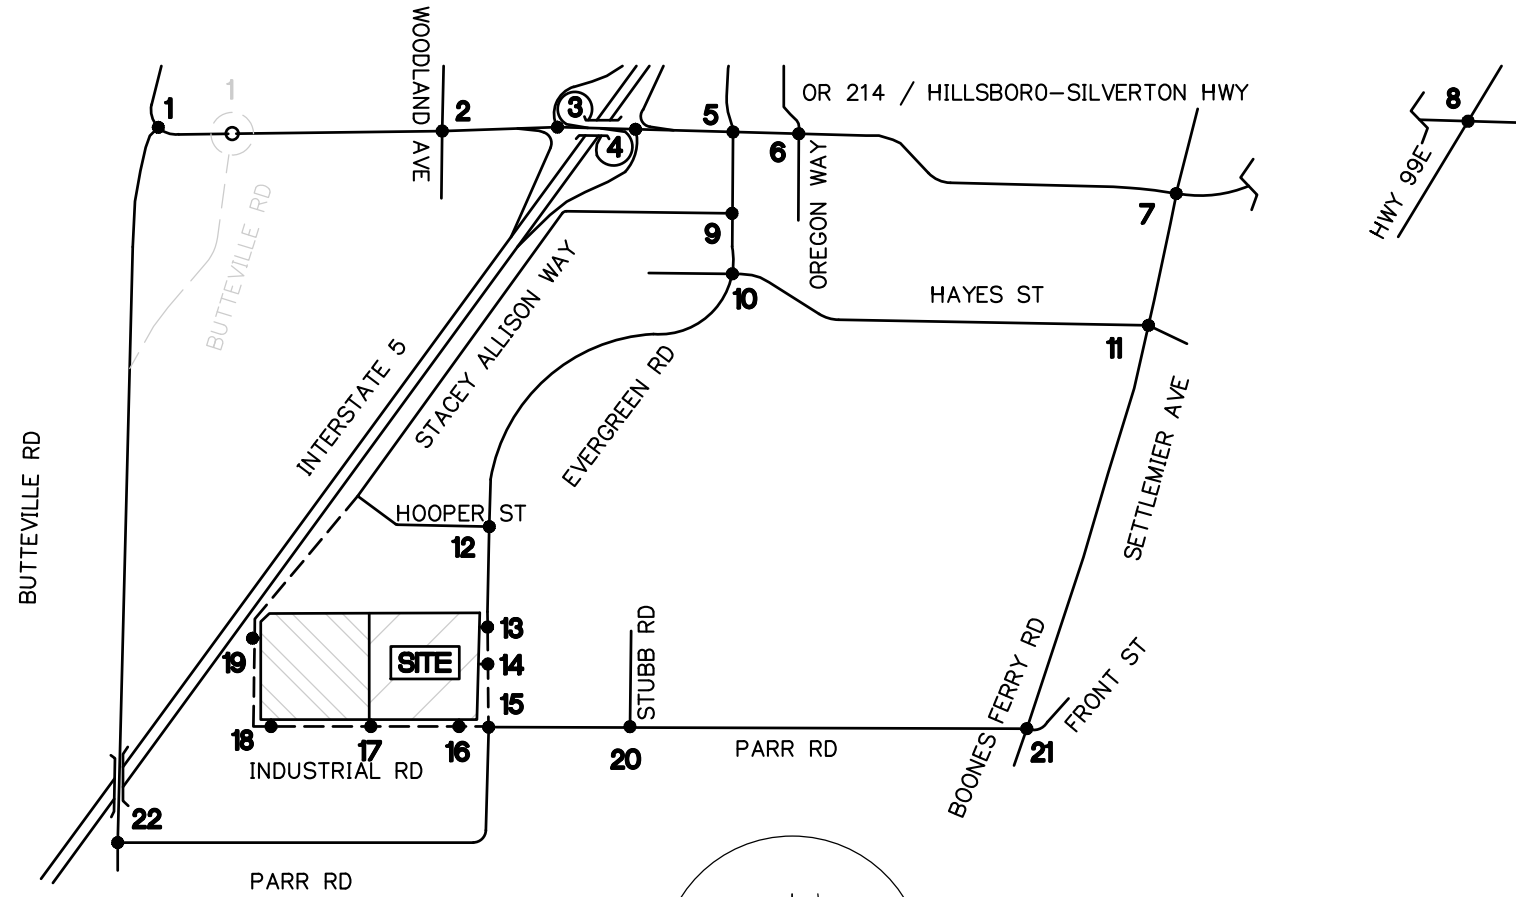 WOODLAND AVE
1
1
2
3
4
5
6
OR 214 / HILLSBORO-SILVERTON HWY
8
HWY 99E
OREGON WAY
7
BUTTEVILLE RD
9
10
HAYES ST
11
INTERSTATE 5
STACEY ALLISON WAY
EVERGREEN RD
SETTLEMIER AVE
BUTTEVILLE RD
HOOPER ST
12
13
14
15
SITE
19
18
17
16
INDUSTRIAL RD
STUBB RD
20
PARR RD
BOONES FERRY RD
FRONT ST
21
22
PARR RD